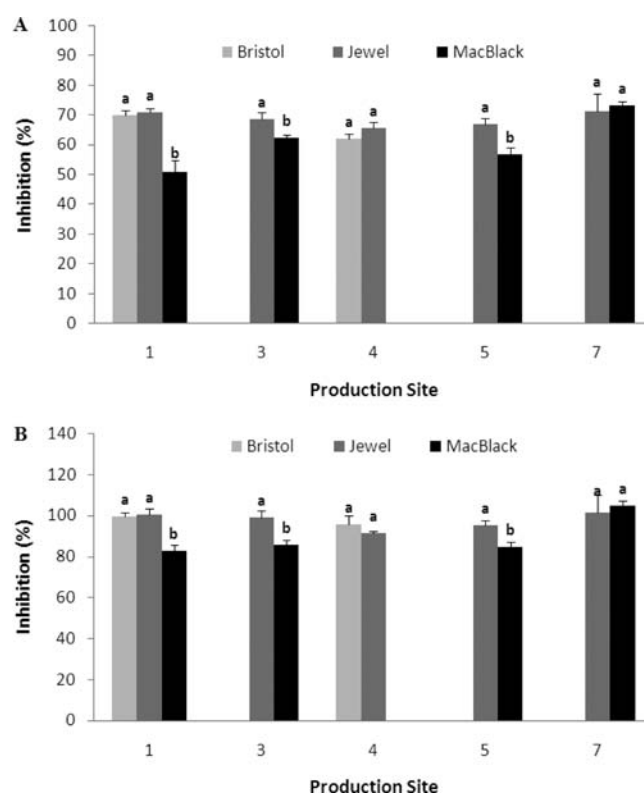 A
100
90
80
70
60
50
40
30
20
10
0
Inhibition (%)
Bristol Jewel MacBlack
a a b a b a a a b a a
1 3 4 5 7
Production Site
B
140
120
100
80
60
40
20
0
Inhibition (%)
Bristol Jewel MacBlack
a a b a b a a a b a a
1 3 4 5 7
Production Site